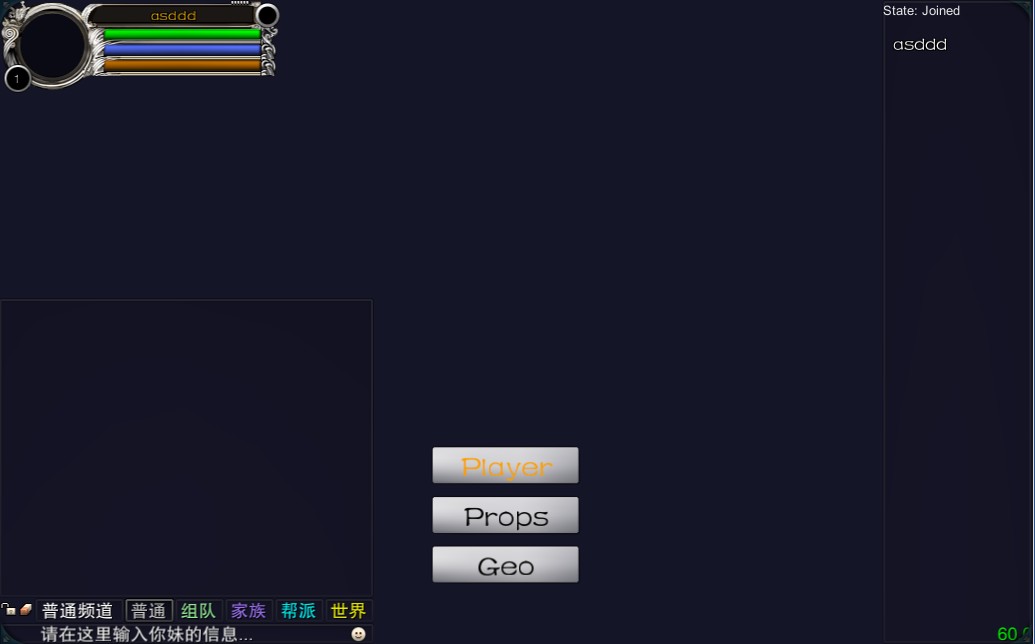 asddd
1
State: Joined
asddd
Player
Props
Geo
普通频道 普通 组队 家族 帮派 世界
请在这里输入你妹的信息...
60